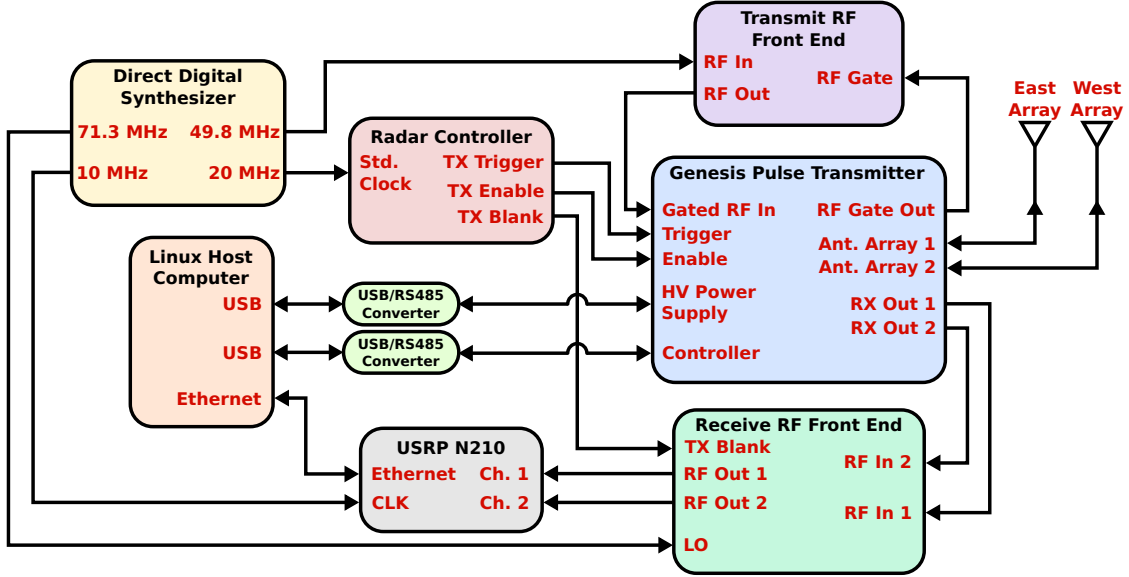 Transmit RF
Front End
RF In
RF Out
RF Gate
Direct Digital
Synthesizer
71.3 MHz
49.8 MHz
10 MHz
20 MHz
Radar Controller
Std.
Clock
TX Trigger
TX Enable
TX Blank
East
Array
West
Array
Genesis Pulse Transmitter
Gated RF In
Trigger
Enable
HV Power
Supply
Controller
RF Gate Out
Ant. Array 1
Ant. Array 2
RX Out 1
RX Out 2
Linux Host
Computer
USB
USB
Ethernet
USB/RS485
Converter
USB/RS485
Converter
USRP N210
Ethernet
CLK
Ch. 1
Ch. 2
Receive RF Front End
TX Blank
RF Out 1
RF Out 2
LO
RF In 2
RF In 1